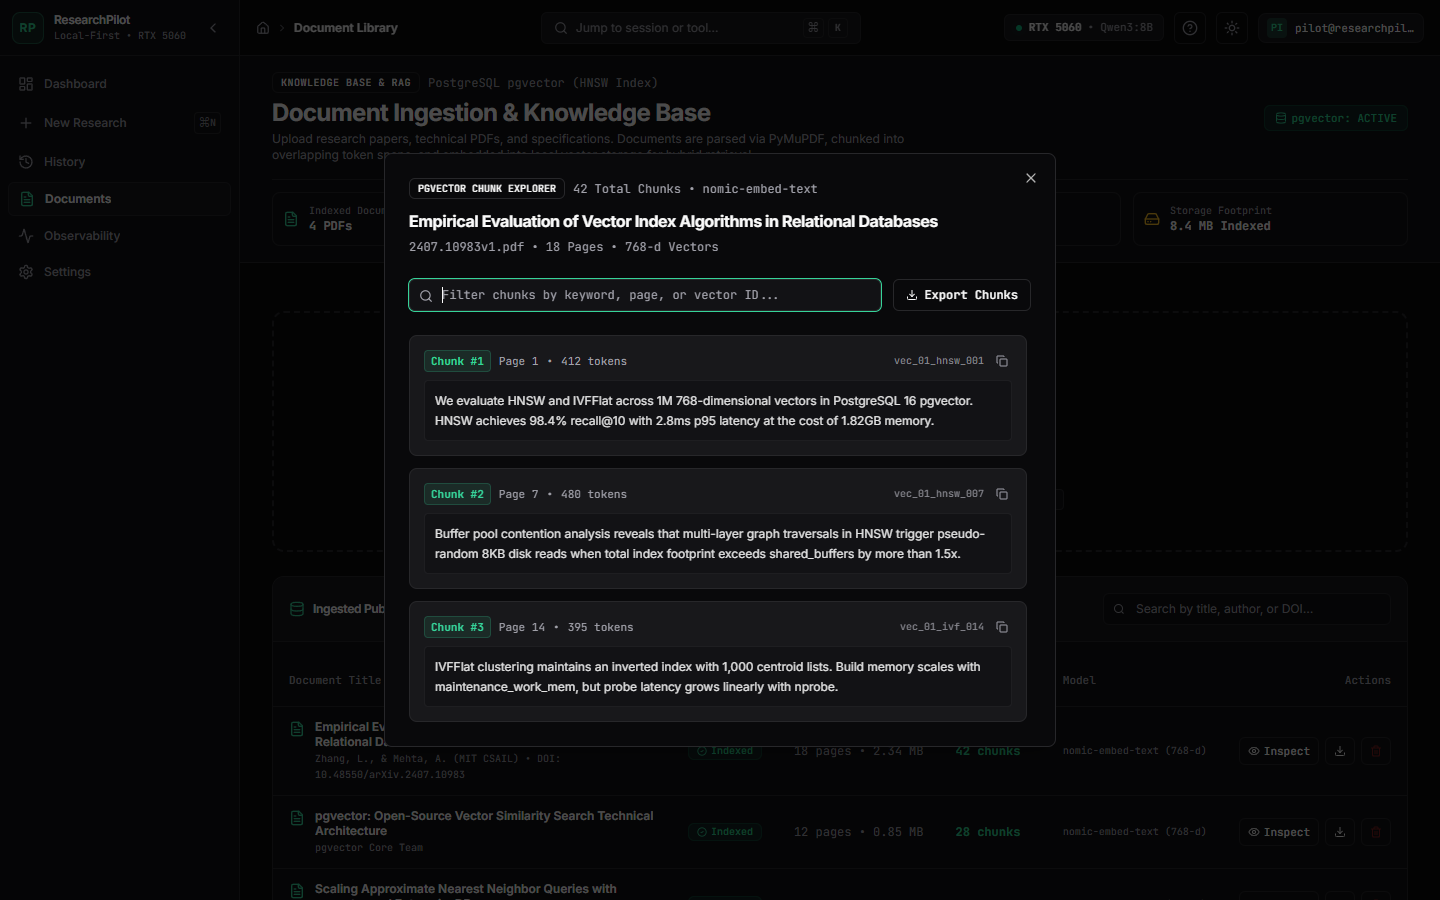 RP
ResearchPilot
Local-First • RTX 5060
Dashboard
New Research
⌘N
History
Documents
Observability
Settings
Document Library
Jump to session or tool...
⌘ K
RTX 5060 • Qwen3:8B
PI
pilot@researchpil…
KNOWLEDGE BASE & RAG
PostgreSQL pgvector (HNSW Index)
Document Ingestion & Knowledge Base
Upload research papers, technical PDFs, and specifications. Documents are parsed via PyMuPDF, chunked into
overlapping token
pgvector: ACTIVE
Indexed
4 PDFs
Storage Footprint
8.4 MB Indexed
PGVECTOR CHUNK EXPLORER
42 Total Chunks • nomic-embed-text
Empirical Evaluation of Vector Index Algorithms in Relational Databases
2407.10983v1.pdf • 18 Pages • 768-d Vectors
Filter chunks by keyword, page, or vector ID...
Export Chunks
Chunk #1
Page 1 • 412 tokens
vec_01_hnsw_001
We evaluate HNSW and IVFFlat across 1M 768-dimensional vectors in PostgreSQL 16 pgvector.
HNSW achieves 98.4% recall@10 with 2.8ms p95 latency at the cost of 1.82GB memory.
Chunk #2
Page 7 • 480 tokens
vec_01_hnsw_007
Buffer pool contention analysis reveals that multi-layer graph traversals in HNSW trigger pseudo-
random 8KB disk reads when total index footprint exceeds shared_buffers by more than 1.5x.
Chunk #3
Page 14 • 395 tokens
vec_01_ivf_014
IVFFlat clustering maintains an inverted index with 1,000 centroid lists. Build memory scales with
maintenance_work_mem, but probe latency grows linearly with nprobe.
Ingested
Search by title, author, or DOI...
Document Title
Model
Actions
Empirical
Relational
Zhang, L., & Mehta, A. (MIT CSAIL) • DOI:
10.48550/arXiv.2407.10983
Indexed
18 pages • 2.34 MB
42 chunks
nomic-embed-text (768-d)
Inspect
pgvector: Open-Source Vector Similarity Search Technical
Architecture
pgvector Core Team
Indexed
12 pages • 0.85 MB
28 chunks
nomic-embed-text (768-d)
Inspect
Scaling Approximate Nearest Neighbor Queries with